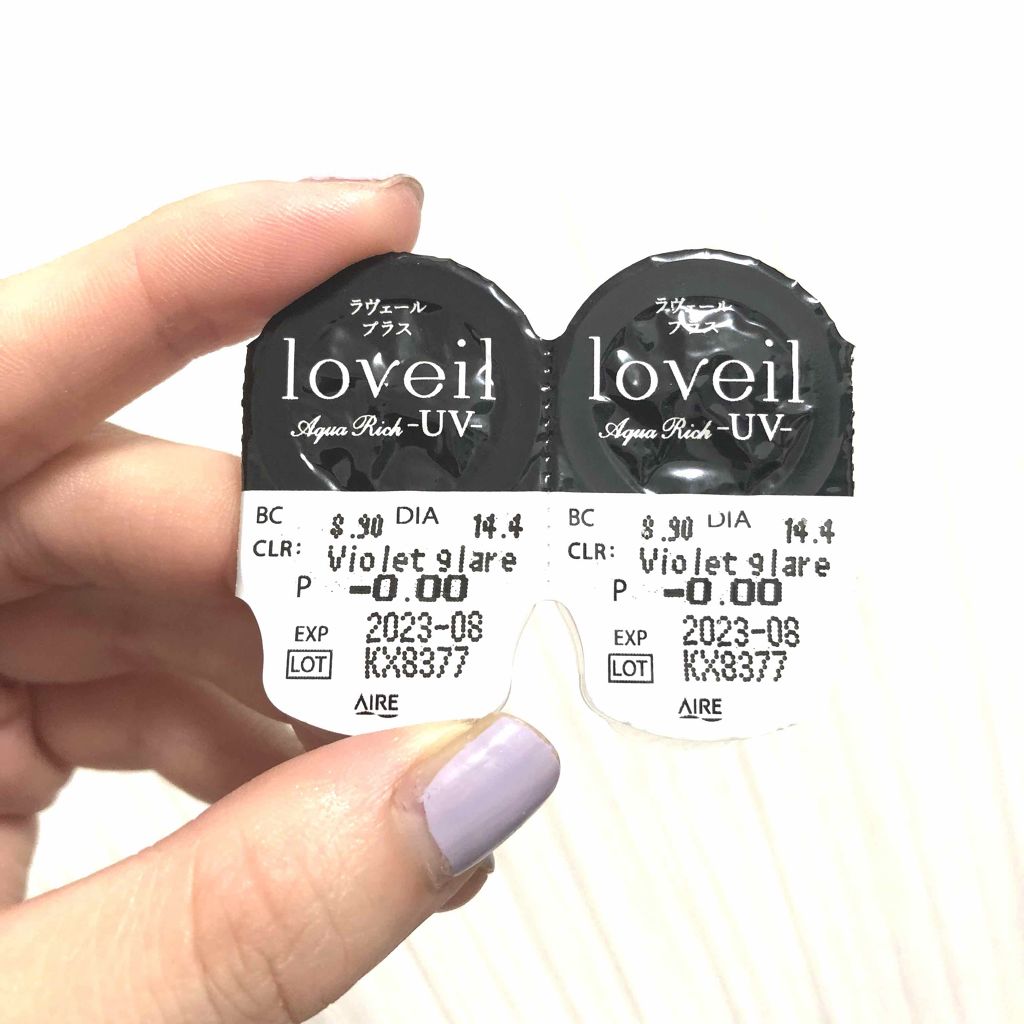 ラヴェール
プラス
loveil
Aqua Rich -UV-
BC 8.90 DIA 14.4
CLR: Violet glare
P -0.00
EXP 2023-08
LOT KX8377
AIRE
ラヴェール
プラス
loveil
Aqua Rich -UV-
BC 8.90 DIA 14.4
CLR: Violet glare
P -0.00
EXP 2023-08
LOT KX8377
AIRE